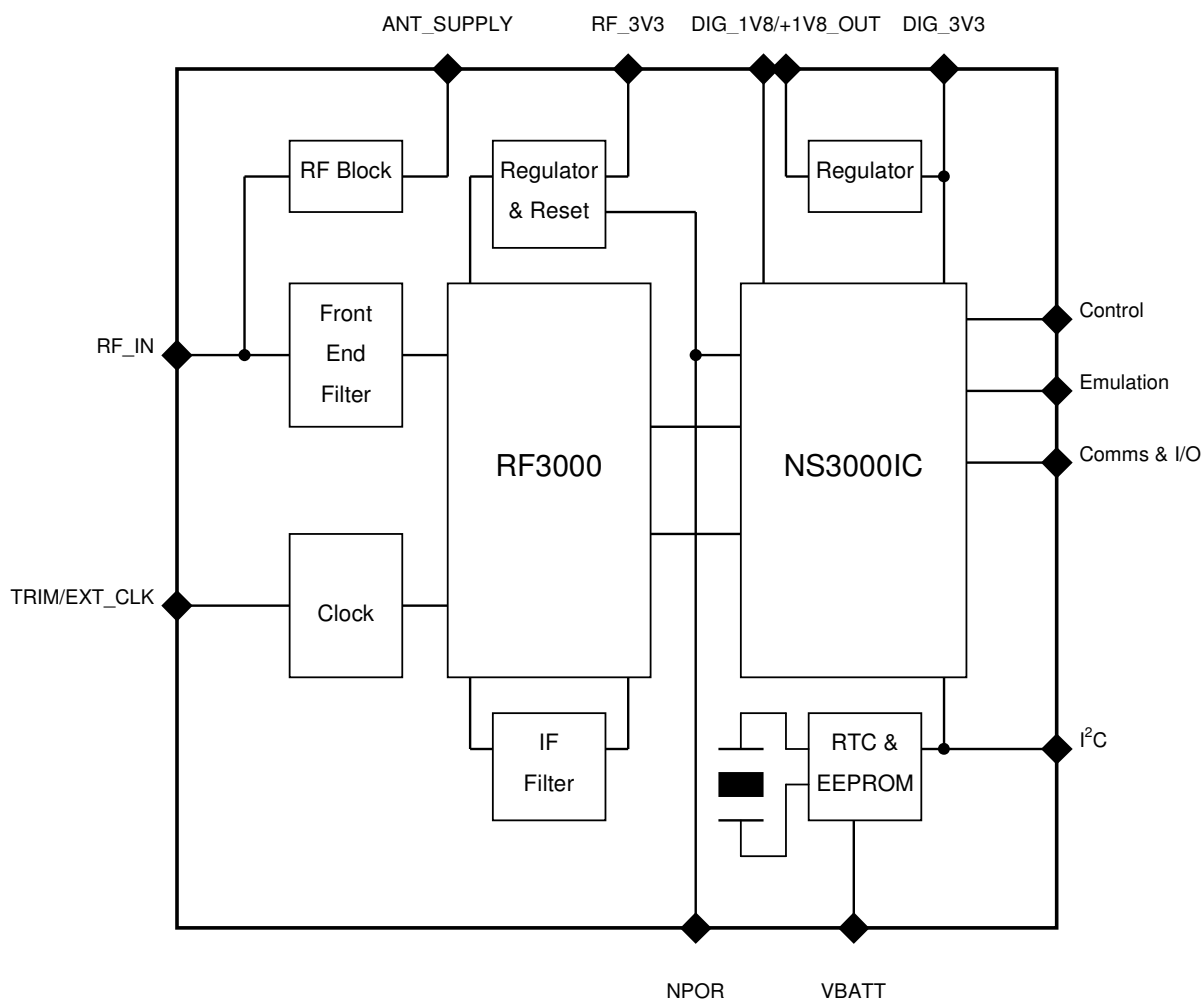 ANT_SUPPLY
RF_3V3
DIG_1V8/+1V8_OUT
DIG_3V3
RF Block
Regulator
& Reset
Regulator
Front
End
Filter
RF_IN
Control
Emulation
Comms & I/O
RF3000
NS3000IC
TRIM/EXT_CLK
Clock
IF
Filter
RTC &
EEPROM
I²C
NPOR
VBATT